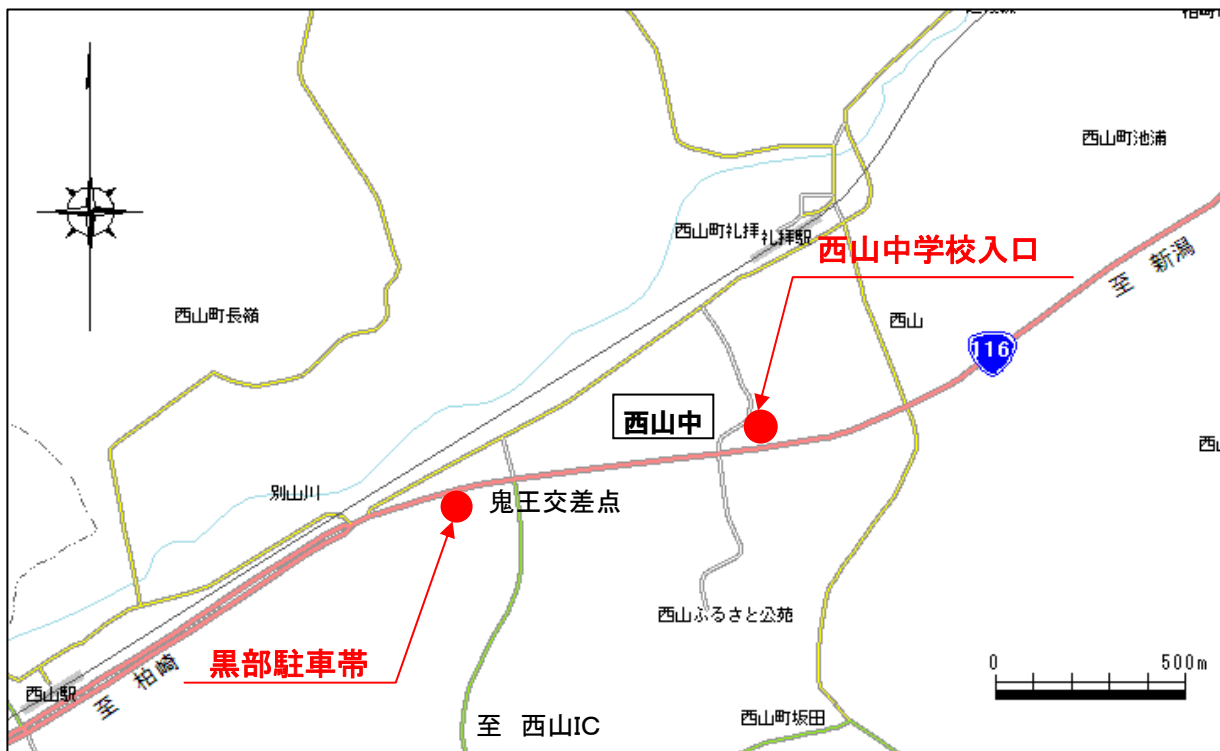 西山町池浦
西山町礼拝
礼拝駅
西山中学校入口
至 新潟
西山町長嶺
西山
116
西山中
別山川
鬼王交差点
西山ふるさと公苑
黒部駐車帯
至 柏崎
西山駅
0 500m
西山町坂田
至 西山IC